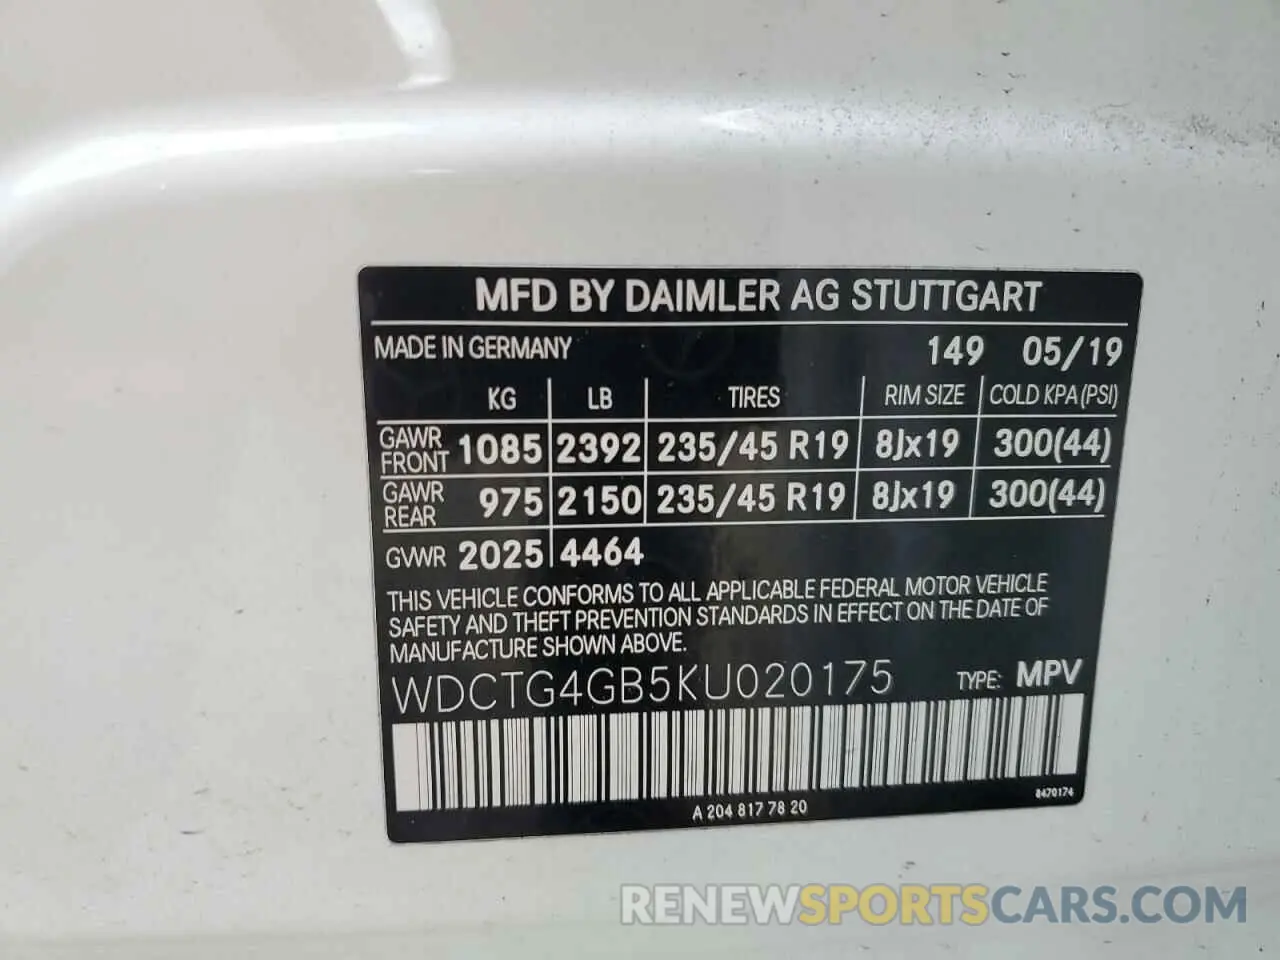 MFD BY DAIMLER AG STUTTGART
MADE IN GERMANY 149 05/19
KG LB TIRES RIM SIZE COLD KPA(PSI)
GAWR FRONT 1085 2392 235/45 R19 8Jx19 300(44)
GAWR REAR 975 2150 235/45 R19 8Jx19 300(44)
GVWR 2025 4464
THIS VEHICLE CONFORMS TO ALL APPLICABLE FEDERAL MOTOR VEHICLE
SAFETY AND THEFT PREVENTION STANDARDS IN EFFECT ON THE DATE OF
MANUFACTURE SHOWN ABOVE.
WDCTG4GB5KU020175 TYPE: MPV
A 204 817 78 20 8470174
RENEWSPORTSCARS.COM